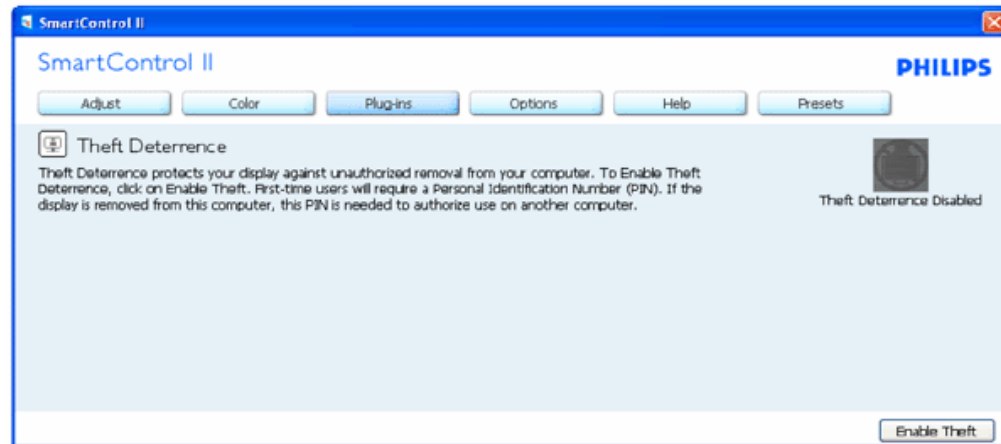 SmartControl II
SmartControl II
PHILIPS
Adjust
Color
Plug-ins
Options
Help
Presets
Theft Deterrence
Theft Deterrence protects your display against unauthorized removal from your computer. To Enable Theft
Deterrence, click on Enable Theft. First-time users will require a Personal Identification Number (PIN). If the
display is removed from this computer, this PIN is needed to authorize use on another computer.
Theft Deterrence Disabled
Enable Theft